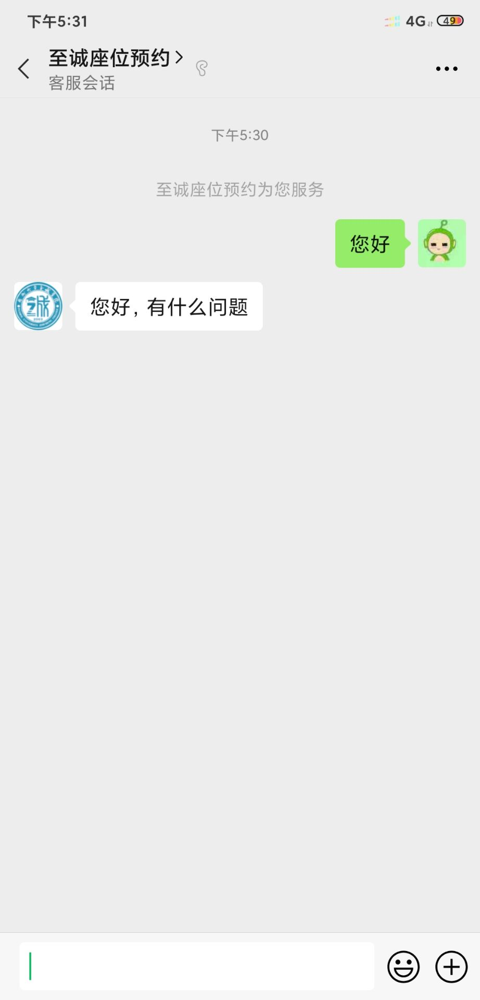 下午5:31
4G
49
至诚座位预约
客服会话
下午5:30
至诚座位预约为您服务
您好
您好，有什么问题